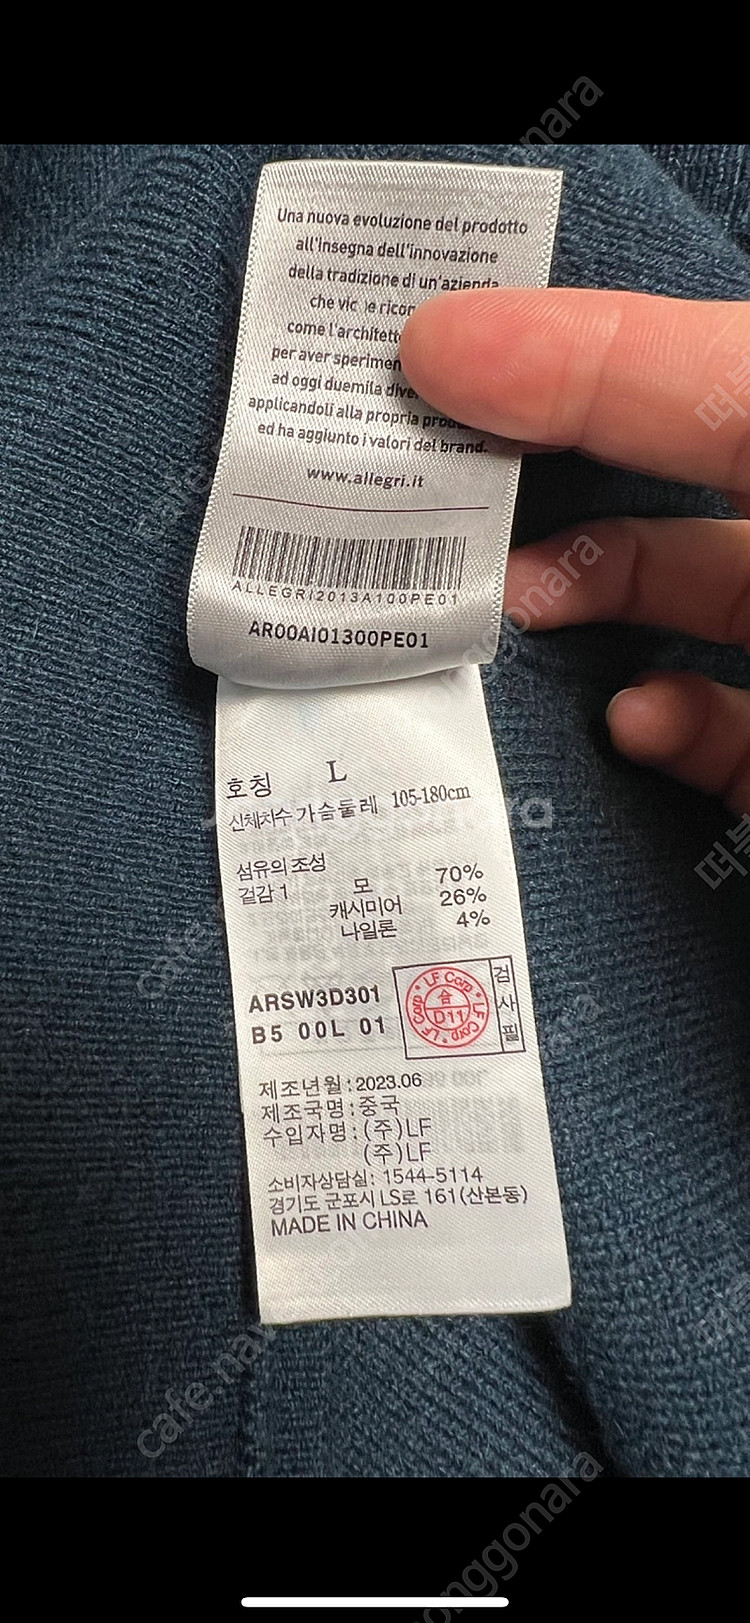 Una nuova evoluzione del prodotto
all'insegna dell'innovazione
della tradizione di un'azienda
che
come
per aver
ad oggi duemila
applicandoli alla propria
ed ha aggiunto i valori del brand.
www.allegri.it
ALLEGRI2013A100PE01
AR00AI01300PE01
호칭 L
신체치수 가슴둘레 105-180cm
섬유의 조성
겉감 1 모 70%
캐시미어 26%
나일론 4%
ARSW3D301
B5 00L 01
LF Corp LF Corp LF Corp
합
D11
검사필
제조년월:2023.06
제조국명:중국
수입자명:(주)LF
(주)LF
소비자상담실: 1544-5114
경기도 군포시 LS로 161(산본동)
MADE IN CHINA